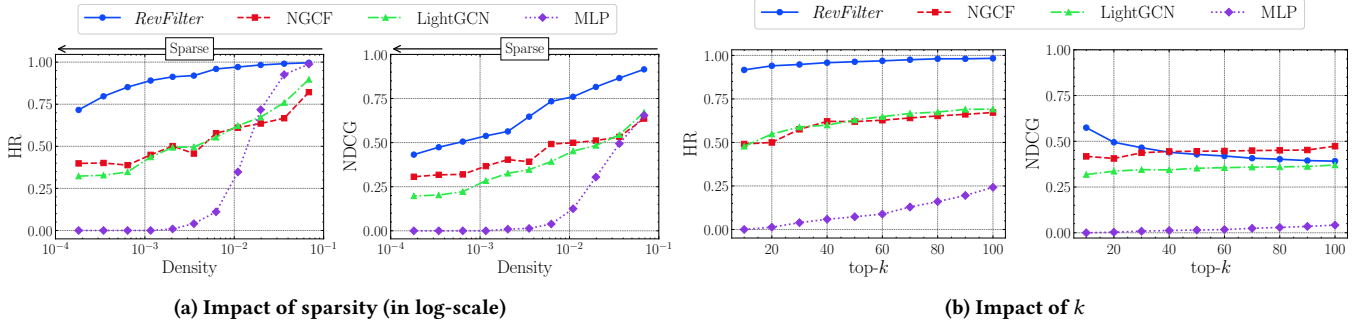 RevFilter NGCF LightGCN MLP
RevFilter NGCF LightGCN MLP
Sparse
HR
1.00
0.75
0.50
0.25
0.00
10⁻⁴ 10⁻³ 10⁻² 10⁻¹
Density
Sparse
NDCG
1.00
0.75
0.50
0.25
0.00
10⁻⁴ 10⁻³ 10⁻² 10⁻¹
Density
HR
1.00
0.75
0.50
0.25
0.00
20 40 60 80 100
top-k
NDCG
1.00
0.75
0.50
0.25
0.00
20 40 60 80 100
top-k
(a) Impact of sparsity (in log-scale)
(b) Impact of k